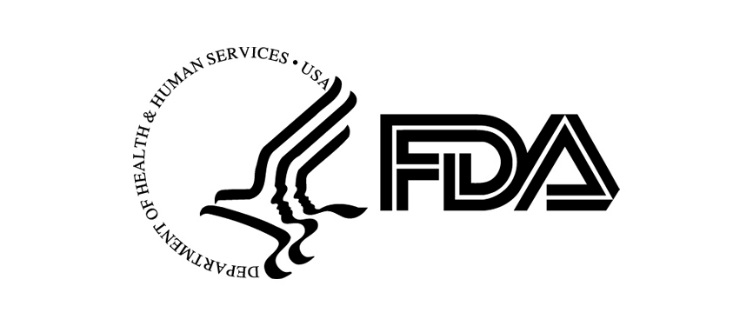 DEPARTMENT OF HEALTH & HUMAN SERVICES • USA
FDA